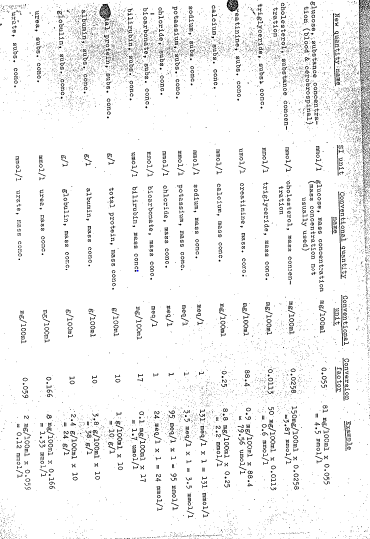 New quantity name SI unit Conventional quantity name Conventional unit Conversion factor Example
glucose, substance concentration (blood & cerebrospinal) mmol/l glucose, mass concentration (mass concentration not usually used) mg/100ml 0.055 81 mg/100ml x 0.055 = 4.5 mmol/l
cholesterol, substance concentration mmol/l cholesterol, mass concentration mg/100ml 0.0258 150mg/100ml x 0.0258 = 3.87 mmol/l
triglyceride, subst. conc. mmol/l triglyceride, mass conc. mg/100ml 0.0113 50 mg/100ml x 0.0113 = 0.6 mmol/l
creatinine, subs. conc. umol/l creatinine, mass conc. mg/100ml 88.4 0.9 mg/100ml x 88.4 = umol/l
calcium, subs. conc. mmol/l calcium, mass conc. mg/100ml 0.25 8.8 mg/100ml x 0.25 = 2.2 mmol/l
sodium, subs. conc. mmol/l sodium, mass conc. meq/l 1 131 meq/l x 1 = 131 mmol/l
potassium, subs. conc. mmol/l potassium, mass conc. meq/l 1 3.5 meq/l x 1 = 3.5 mmol/l
chloride, subs. conc. mmol/l chloride, mass conc. meq/l 1 95 meq/l x 1 = 95 mmol/l
bicarbonate, subs. conc. mmol/l bicarbonate, mass conc. meq/l 1 24 meq/l x 1 = 24 mmol/l
bilirubin, subs. conc. umol/l bilirubin, mass conc. mg/100ml 17 0.1 mg/100ml x 17 = 1.7 umol/l
protein, subs. conc. g/l total protein, mass conc. g/100ml 10 1 g/100ml x 10 = 10 g/l
albumin, subs. conc. g/l albumin, mass conc. g/100ml 10 3.8 g/100ml x 10 = 38 g/l
globulin, subs. conc. g/l globulin, mass conc. g/100ml 10 2.4 g/100ml x 10 = 24 g/l
urea, subs. conc. mmol/l urea, mass conc. mg/100ml 0.166 8 mg/100ml x 0.166 = 1.33 mmol/l
urate, subs. conc. mmol/l urate, mass conc. mg/100ml 0.059 2 mg/100ml x 0.059 = 0.12 mmol/l